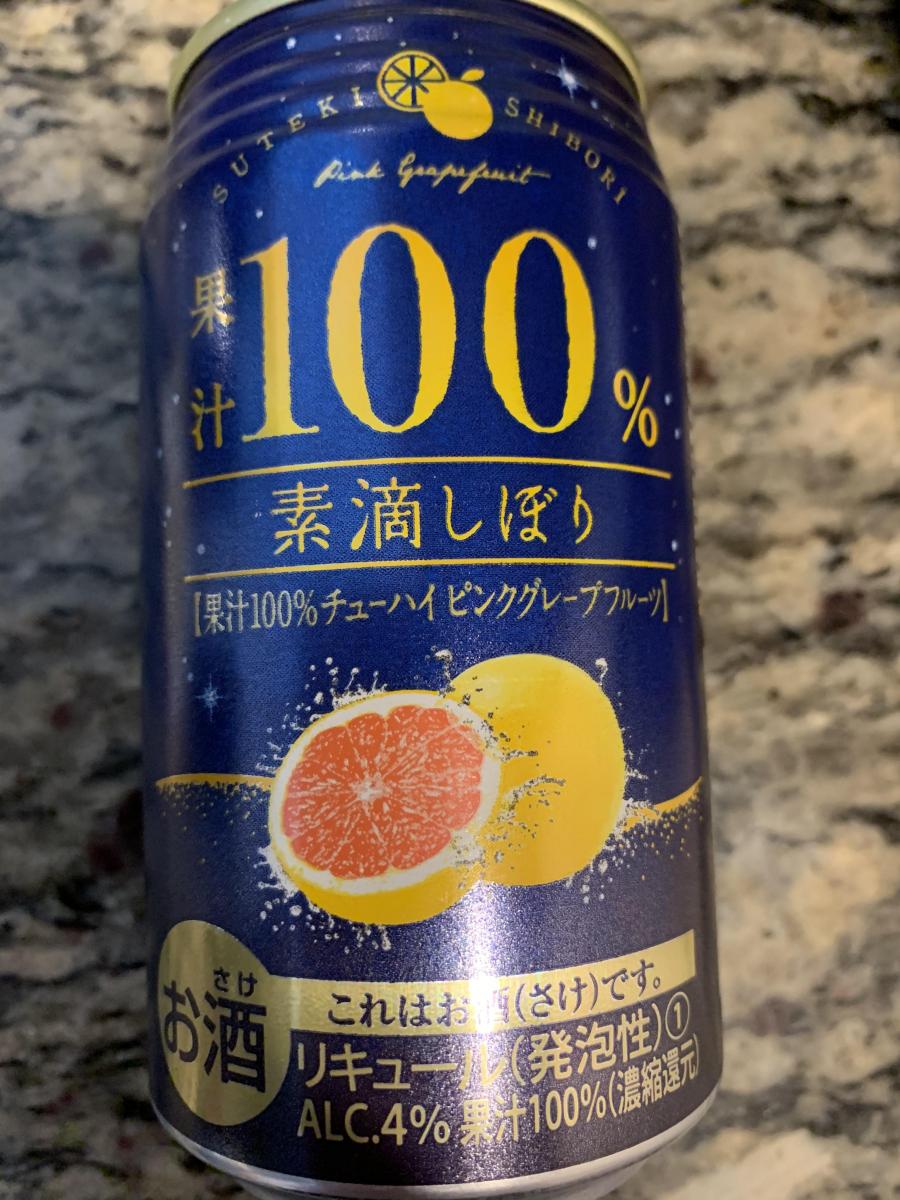 SUTEKI SHIBORI
Pink Grapefruit
果汁100%
素滴しぼり
【果汁100%チューハイ ピンクグレープフルーツ】
さけ
お酒
これはお酒(さけ)です。
リキュール(発泡性)①
ALC.4% 果汁100%(濃縮還元)